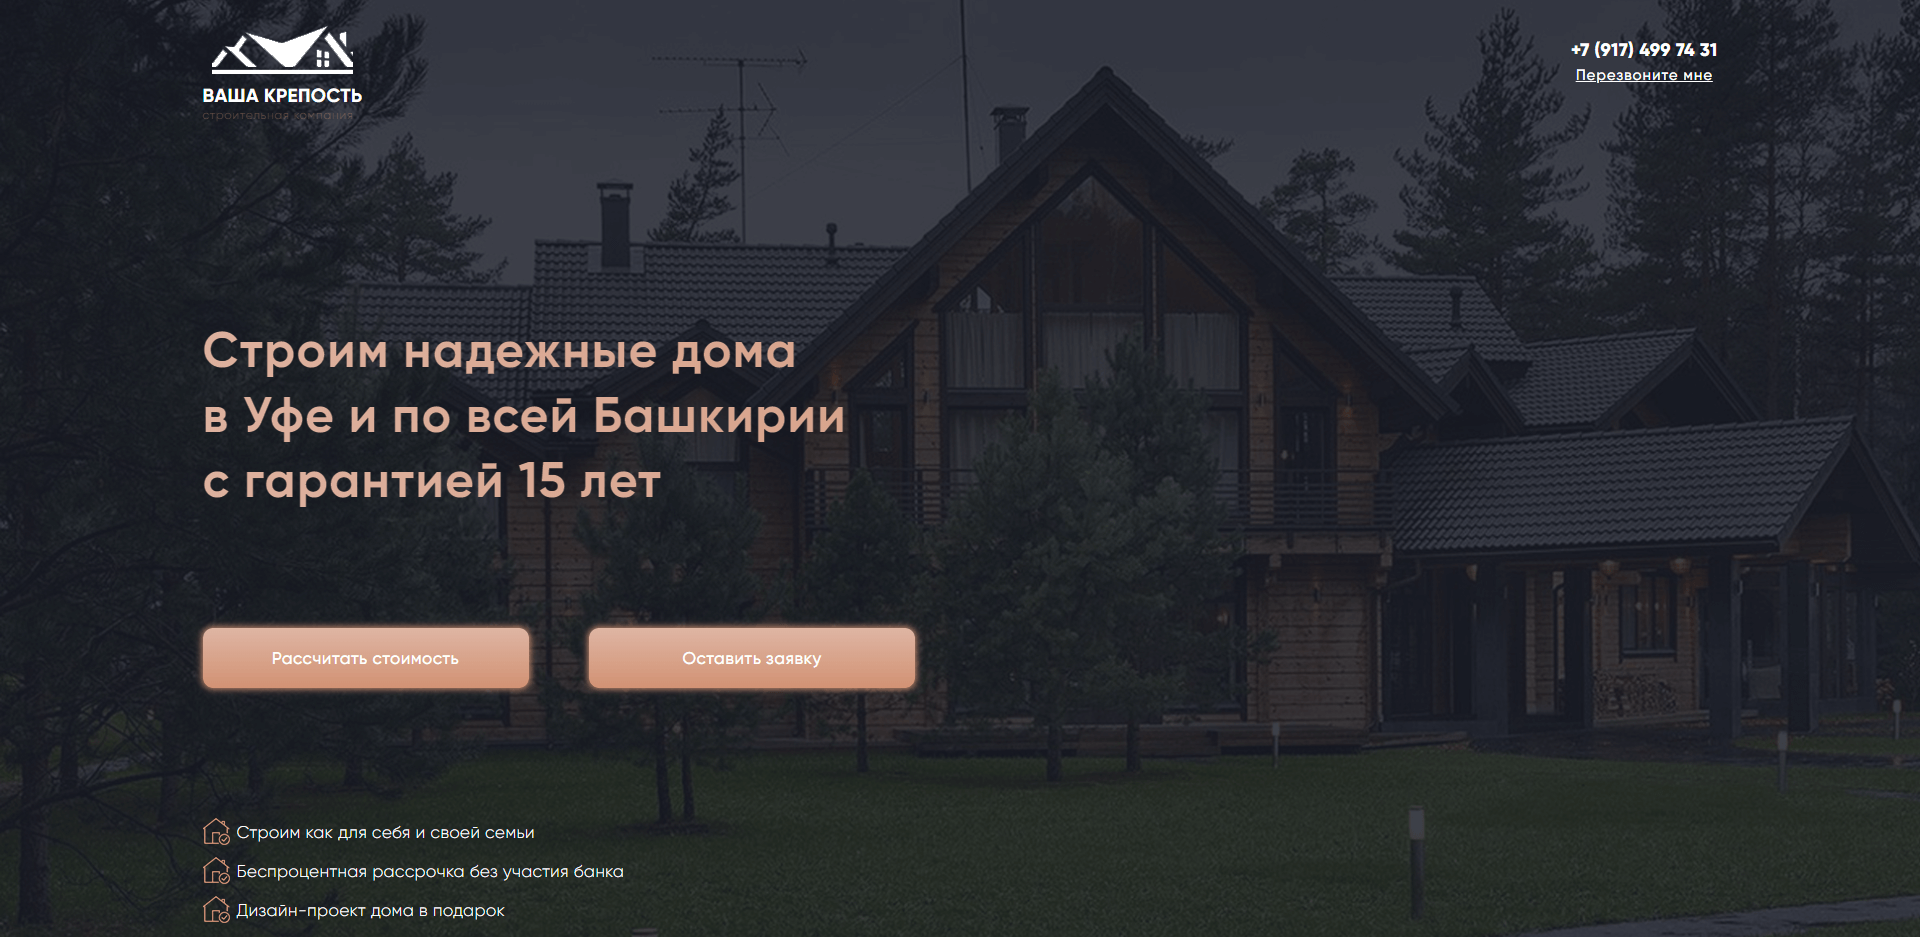 ВАША КРЕПОСТЬ
строительная компания
+7 (917) 499 74 31
Перезвоните мне
Строим надежные дома
в Уфе и по всей Башкирии
с гарантией 15 лет
Рассчитать стоимость
Оставить заявку
Строим как для себя и своей семьи
Беспроцентная рассрочка без участия банка
Дизайн-проект дома в подарок